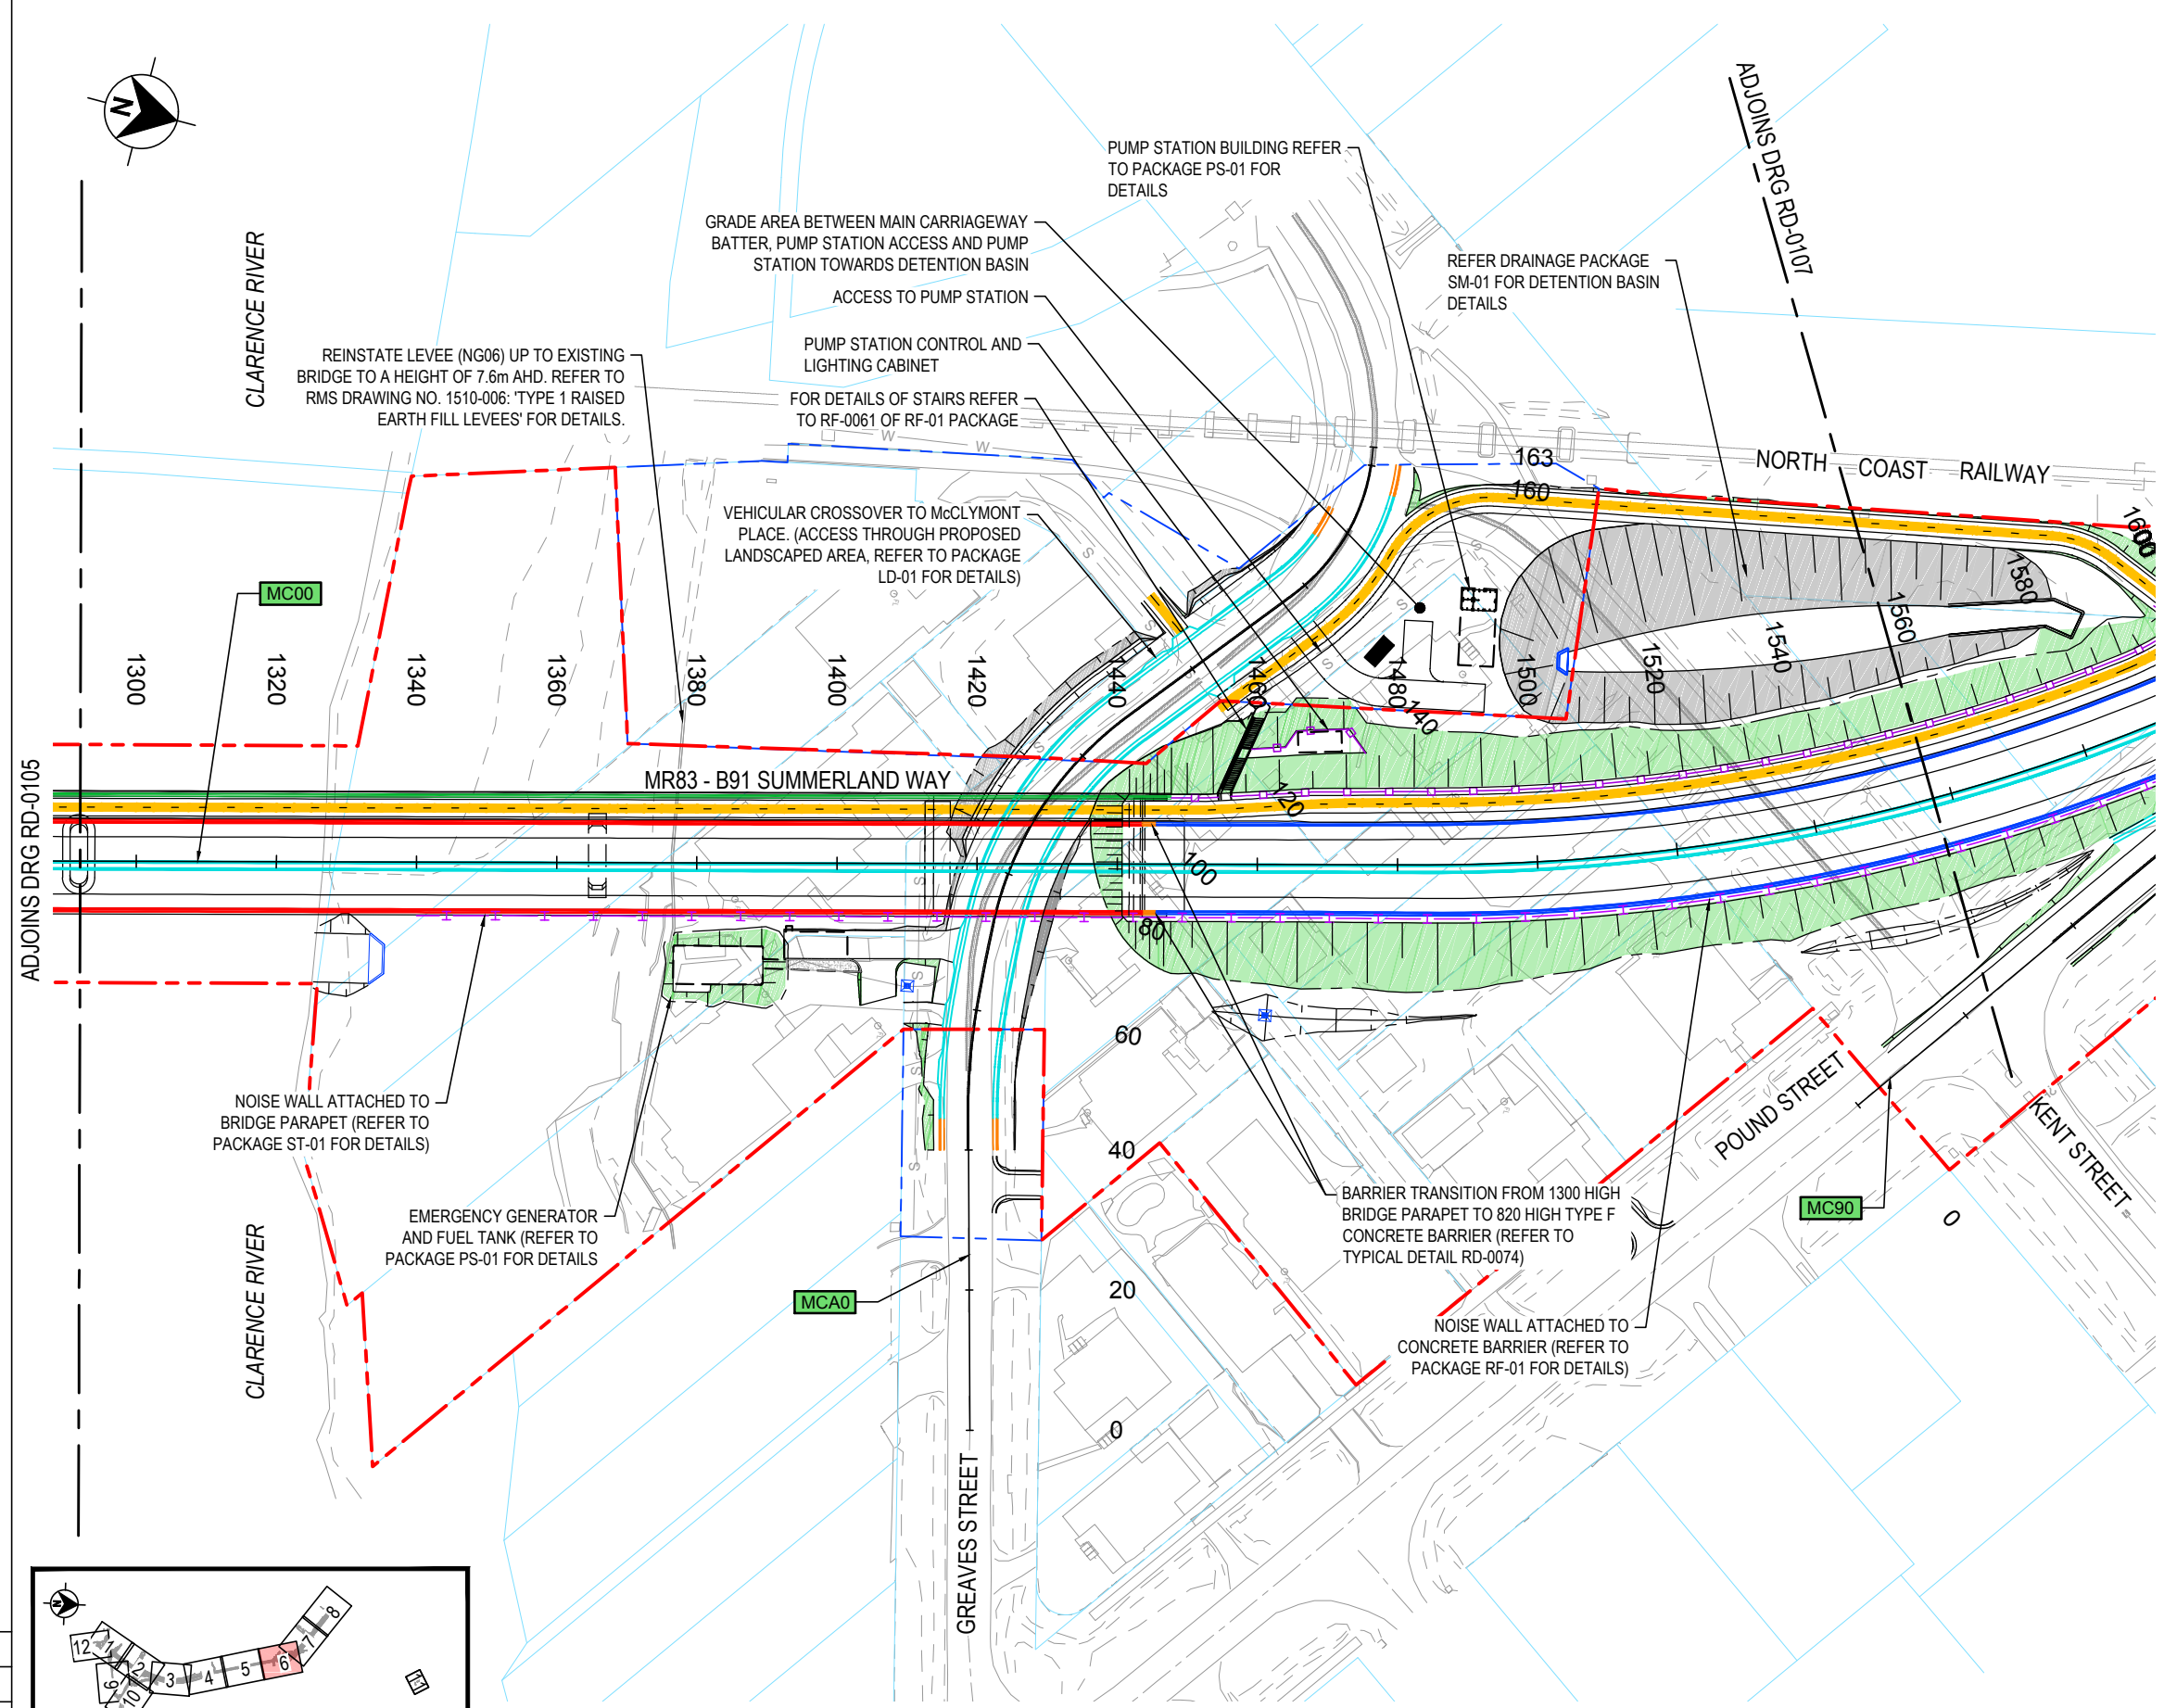 N
CLARENCE RIVER
PUMP STATION BUILDING REFER
TO PACKAGE PS-01 FOR
DETAILS
ADJOINS DRG RD-0107
GRADE AREA BETWEEN MAIN CARRIAGEWAY
BATTER, PUMP STATION ACCESS AND PUMP
STATION TOWARDS DETENTION BASIN
REFER DRAINAGE PACKAGE
SM-01 FOR DETENTION BASIN
DETAILS
ACCESS TO PUMP STATION
PUMP STATION CONTROL AND
LIGHTING CABINET
REINSTATE LEVEE (NG06) UP TO EXISTING
BRIDGE TO A HEIGHT OF 7.6m AHD. REFER TO
RMS DRAWING NO. 1510-006: 'TYPE 1 RAISED
EARTH FILL LEVEES' FOR DETAILS.
FOR DETAILS OF STAIRS REFER
TO RF-0061 OF RF-01 PACKAGE
W
W
163
NORTH COAST RAILWAY
160
VEHICULAR CROSSOVER TO McCLYMONT
PLACE. (ACCESS THROUGH PROPOSED
LANDSCAPED AREA, REFER TO PACKAGE
LD-01 FOR DETAILS)
1600
MC00
1300
1320
1340
1360
1380
1400
1420
1440
1460
1480
1500
1520
1540
1560
1580
140
120
100
80
60
40
20
0
MR83 - B91 SUMMERLAND WAY
ADJOINS DRG RD-0105
S
S
S
S
S
S
S
S
S
NOISE WALL ATTACHED TO
BRIDGE PARAPET (REFER TO
PACKAGE ST-01 FOR DETAILS)
EMERGENCY GENERATOR
AND FUEL TANK (REFER TO
PACKAGE PS-01 FOR DETAILS
CLARENCE RIVER
MCA0
GREAVES STREET
BARRIER TRANSITION FROM 1300 HIGH
BRIDGE PARAPET TO 820 HIGH TYPE F
CONCRETE BARRIER (REFER TO
TYPICAL DETAIL RD-0074)
NOISE WALL ATTACHED TO
CONCRETE BARRIER (REFER TO
PACKAGE RF-01 FOR DETAILS)
POUND STREET
KENT STREET
MC90
0
N
12
1
2
3
4
5
6
7
8
9
10
11